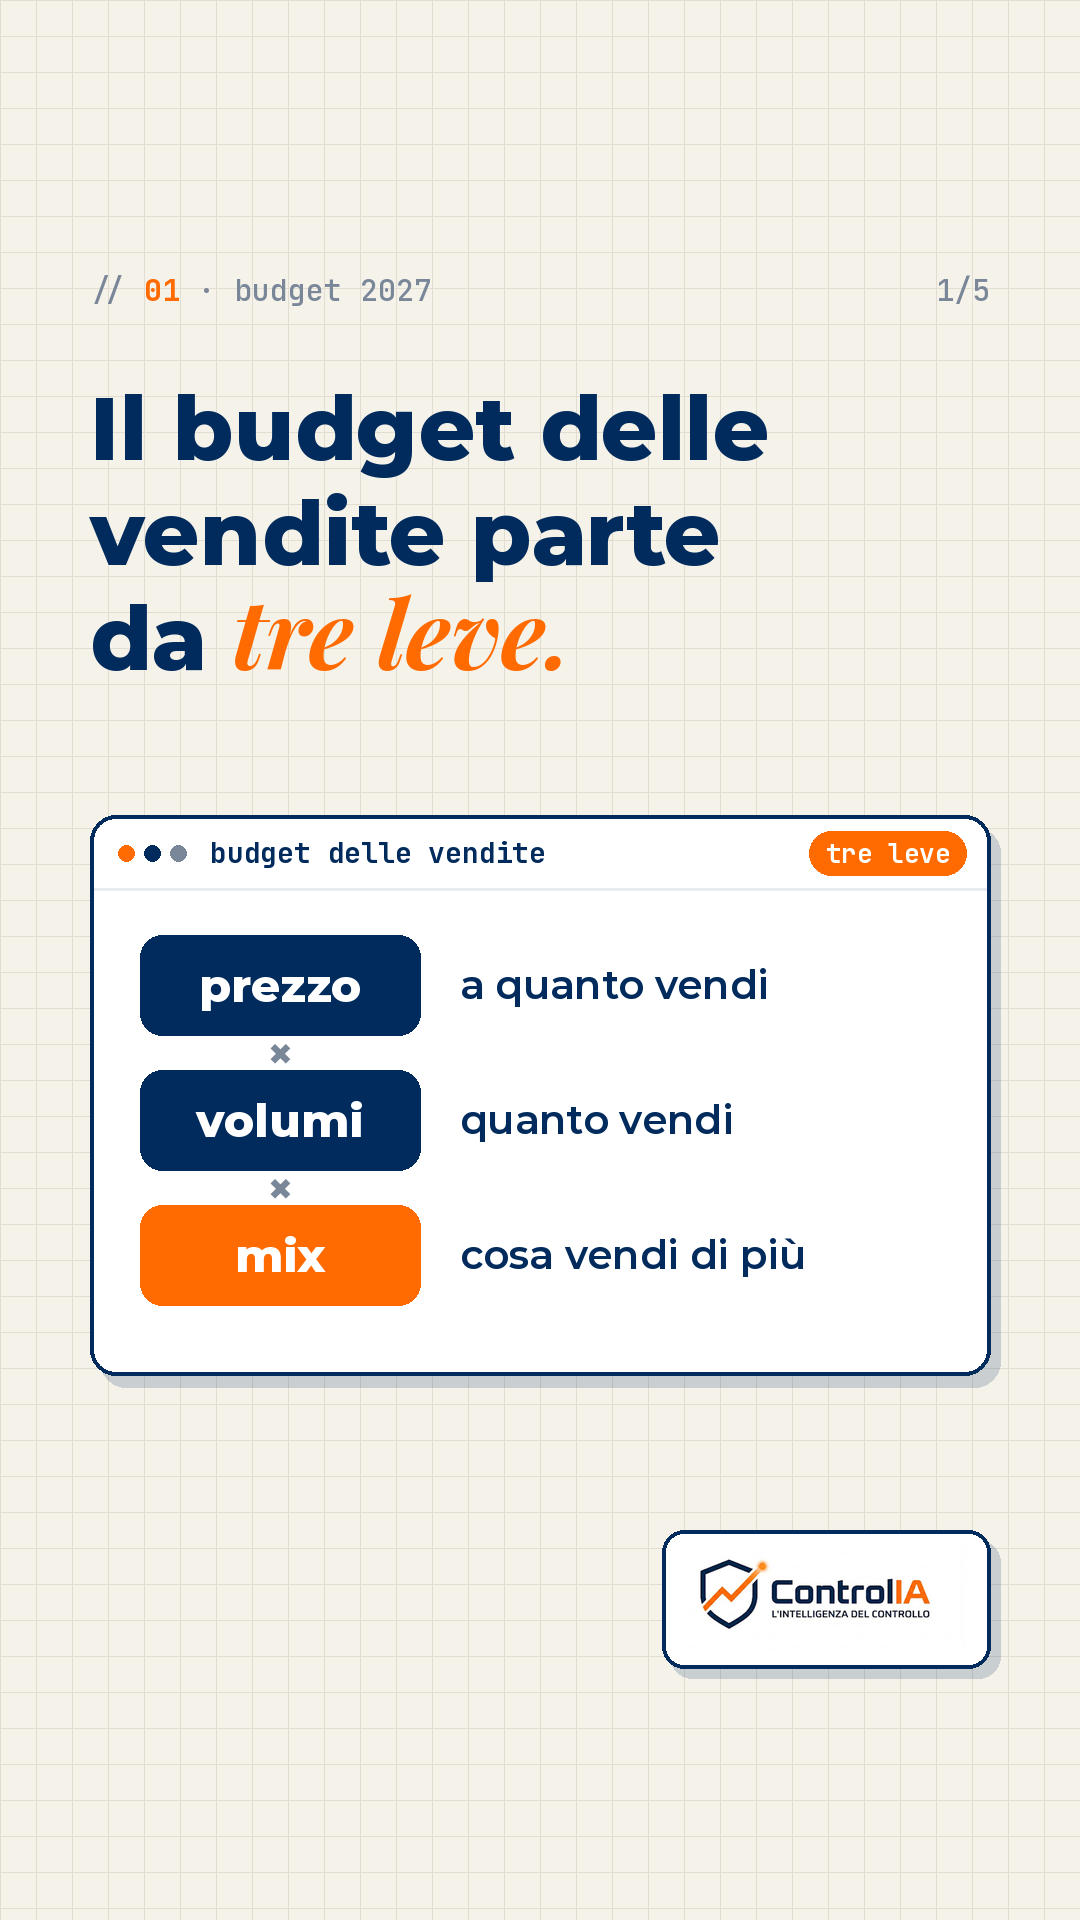 // 01 · budget 2027
1/5
Il budget delle
vendite parte
da tre leve.
budget delle vendite
tre leve
prezzo
a quanto vendi
×
volumi
quanto vendi
×
mix
cosa vendi di più
ControlIA
L'INTELLIGENZA DEL CONTROLLO